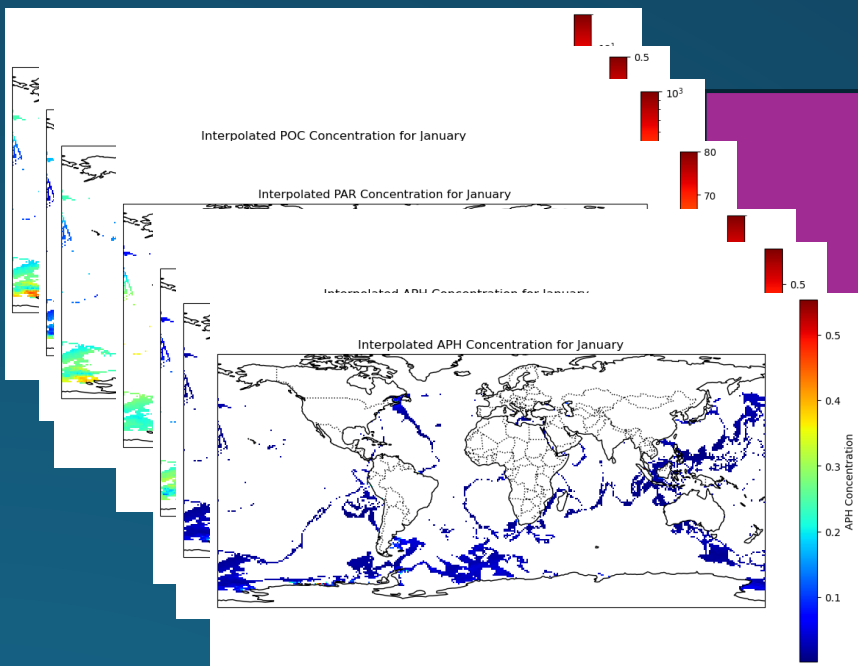 0.5
10³
Interpolated POC Concentration for January
80
Interpolated PAR Concentration for January
70
0.5
Interpolated APH Concentration for January
0.5
0.4
0.3
0.2
0.1
APH Concentration